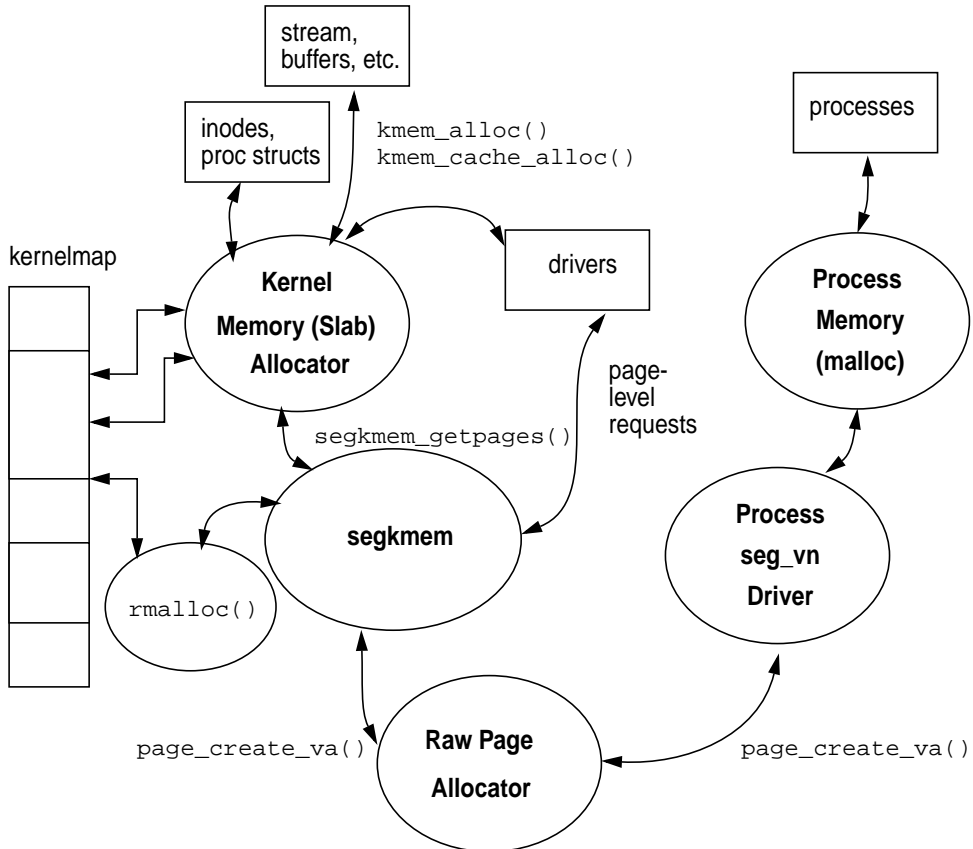 stream,
buffers, etc.
inodes,
proc structs
kmem_alloc()
kmem_cache_alloc()
processes
kernelmap
Kernel
Memory (Slab)
Allocator
drivers
Process
Memory
(malloc)
page-
level
requests
segkmem_getpages()
segkmem
Process
seg_vn
Driver
rmalloc()
page_create_va()
Raw Page
Allocator
page_create_va()